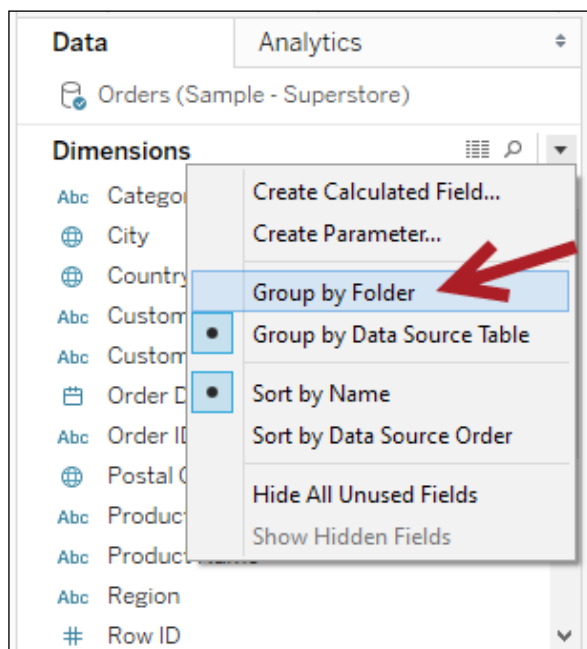 Data
Analytics
Orders (Sample - Superstore)
Dimensions
Abc Catego
Create Calculated Field...
City
Create Parameter...
Country
Group by Folder
Abc Custom
Group by Data Source Table
Abc Custom
Order D
Sort by Name
Abc Order ID
Sort by Data Source Order
Postal
Hide All Unused Fields
Abc Produc
Show Hidden Fields
Abc Product
Abc Region
# Row ID